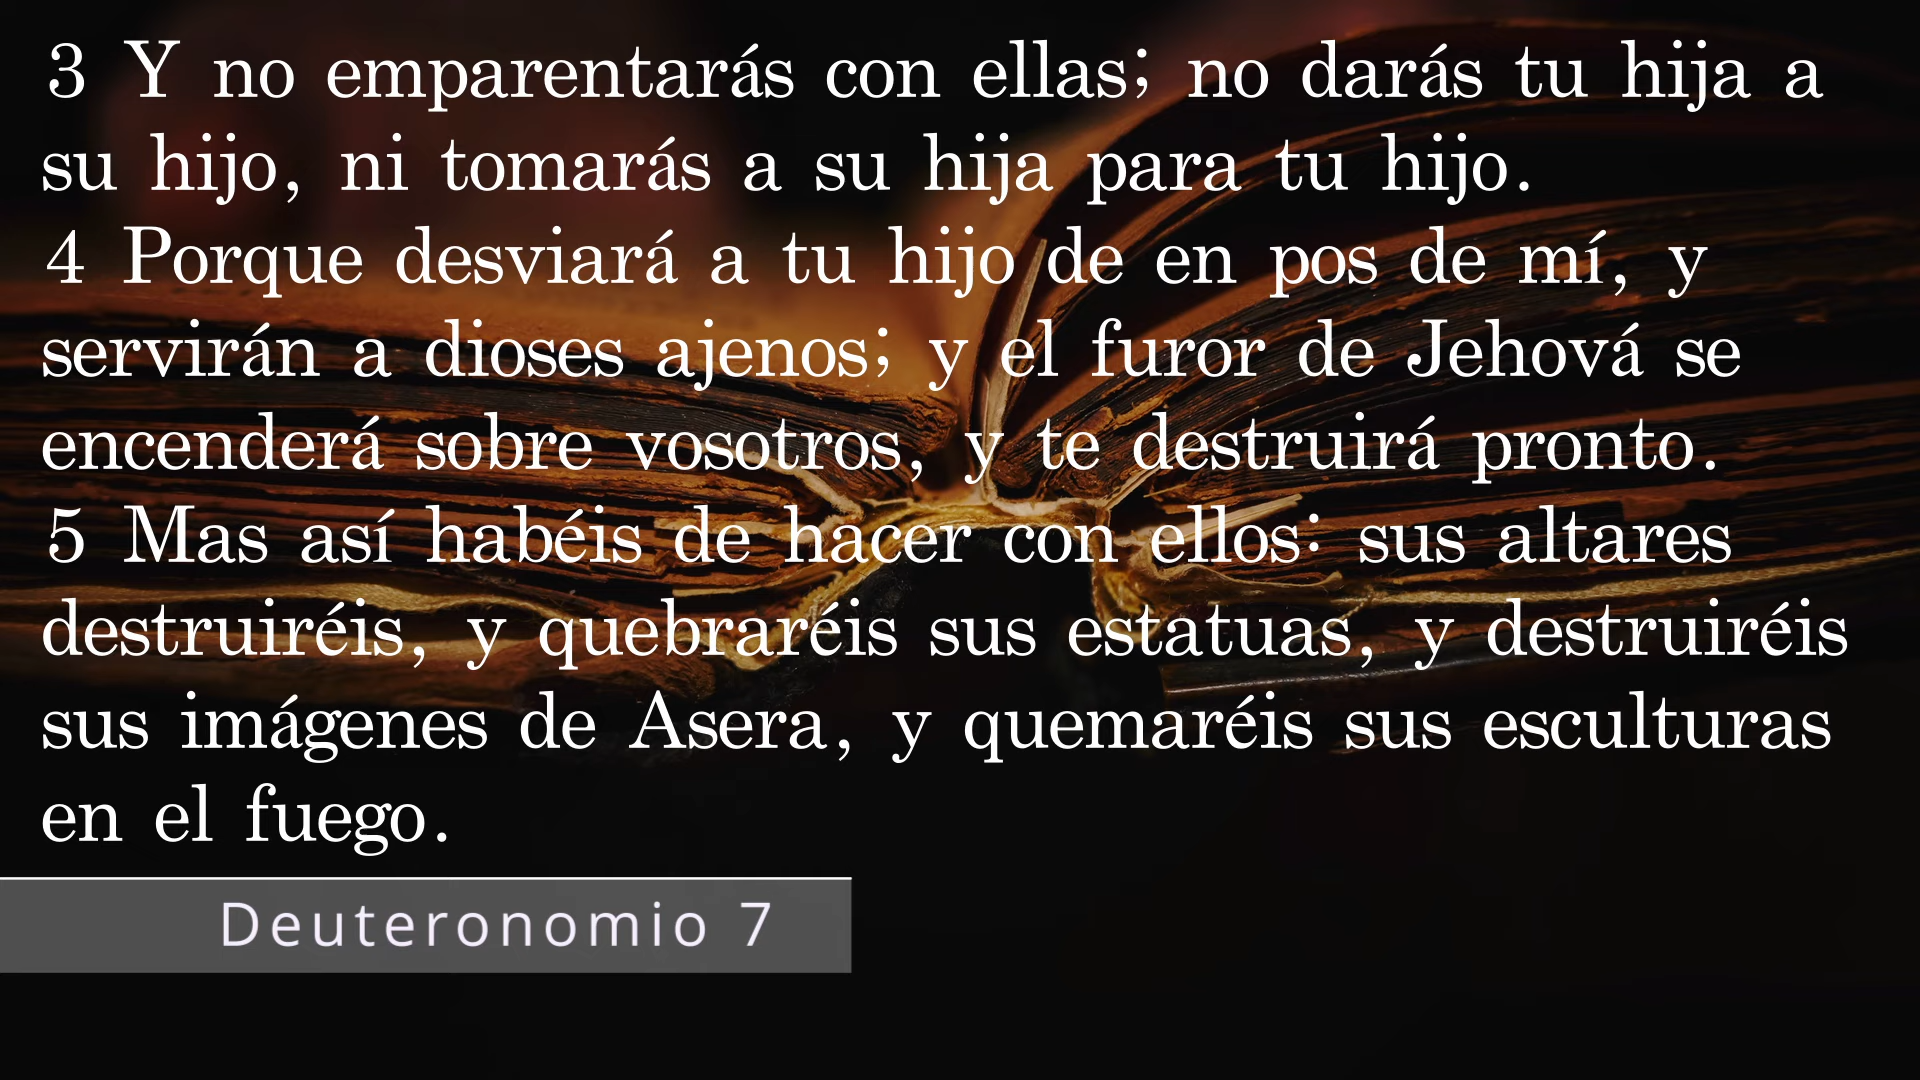 3 Y no emparentarás con ellas; no darás tu hija a
su hijo, ni tomarás a su hija para tu hijo.
4 Porque desviará a tu hijo de en pos de mí, y
servirán a dioses ajenos; y el furor de Jehová se
encenderá sobre vosotros, y te destruirá pronto.
5 Mas así habéis de hacer con ellos: sus altares
destruiréis, y quebraréis sus estatuas, y destruiréis
sus imágenes de Asera, y quemaréis sus esculturas
en el fuego.
Deuteronomio 7